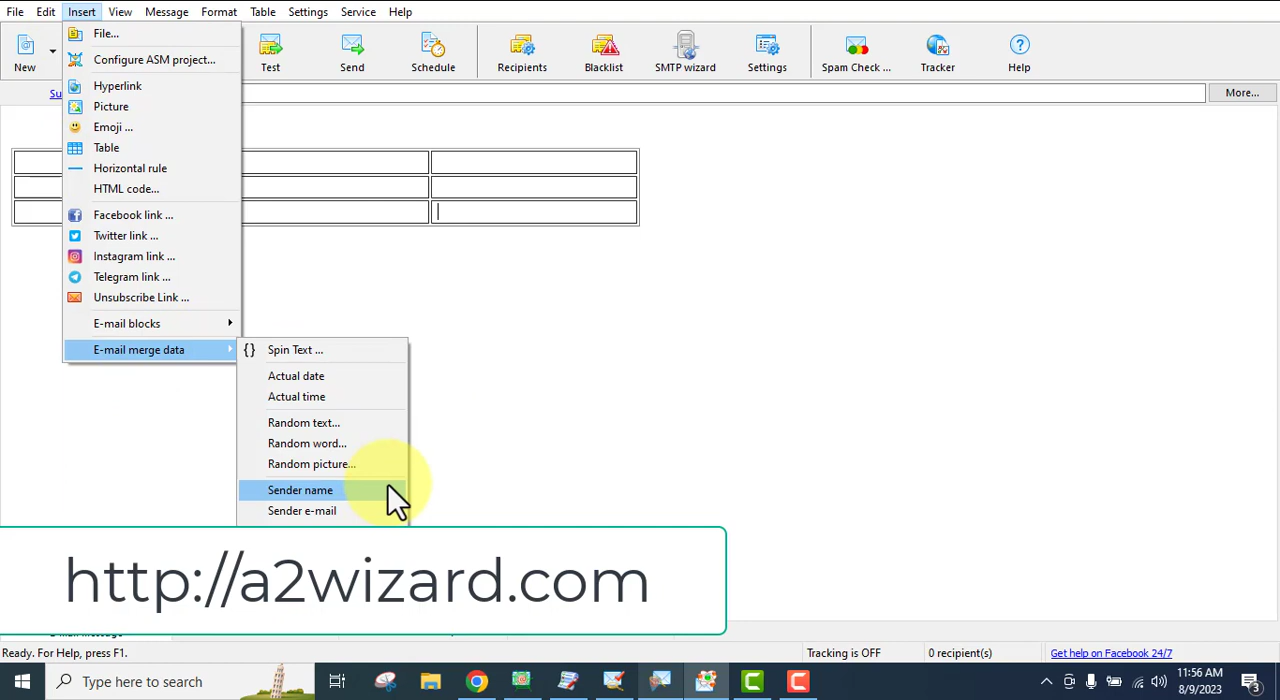 File Edit Insert View Message Format Table Settings Service Help
New Test Send Schedule Recipients Blacklist SMTP wizard Settings Spam Check ... Tracker Help
Su More...
File...
Configure ASM project...
Hyperlink
Picture
Emoji ...
Table
Horizontal rule
HTML code...
Facebook link ...
Twitter link ...
Instagram link ...
Telegram link ...
Unsubscribe Link ...
E-mail blocks
E-mail merge data
{} Spin Text ...
Actual date
Actual time
Random text...
Random word...
Random picture...
Sender name
Sender e-mail
http://a2wizard.com
Ready. For Help, press F1. Tracking is OFF 0 recipient(s) Get help on Facebook 24/7
Type here to search
11:56 AM
8/9/2023
3